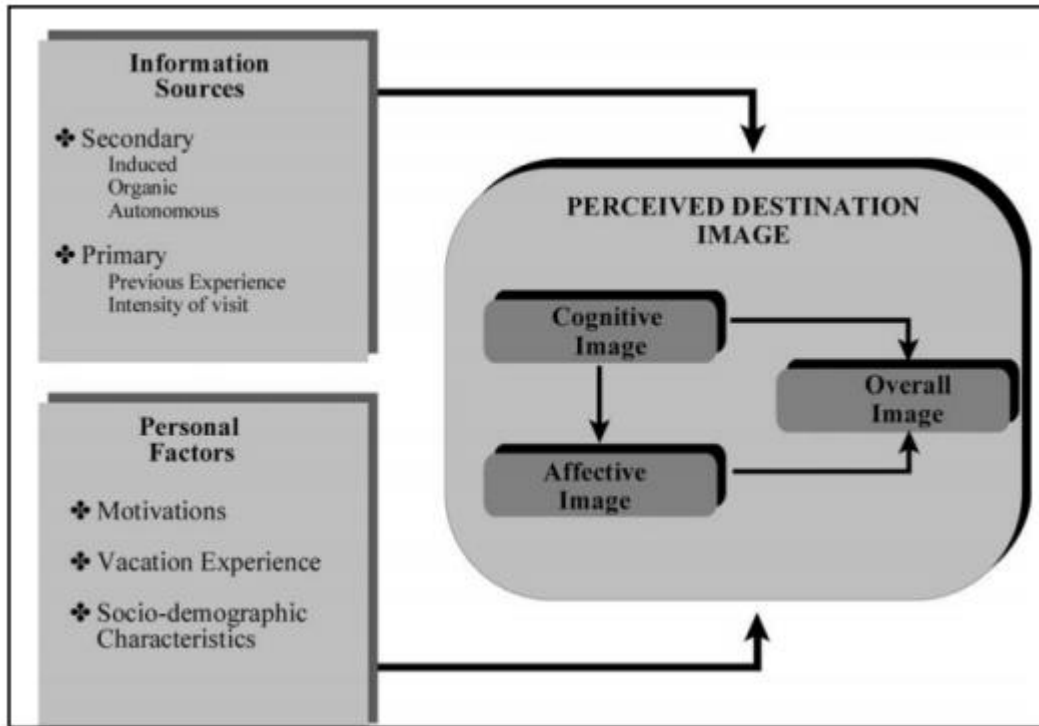 Information
Sources
✤ Secondary
Induced
Organic
Autonomous
✤ Primary
Previous Experience
Intensity of visit
Personal
Factors
✤ Motivations
✤ Vacation Experience
✤ Socio-demographic
Characteristics
PERCEIVED DESTINATION
IMAGE
Cognitive
Image
Affective
Image
Overall
Image